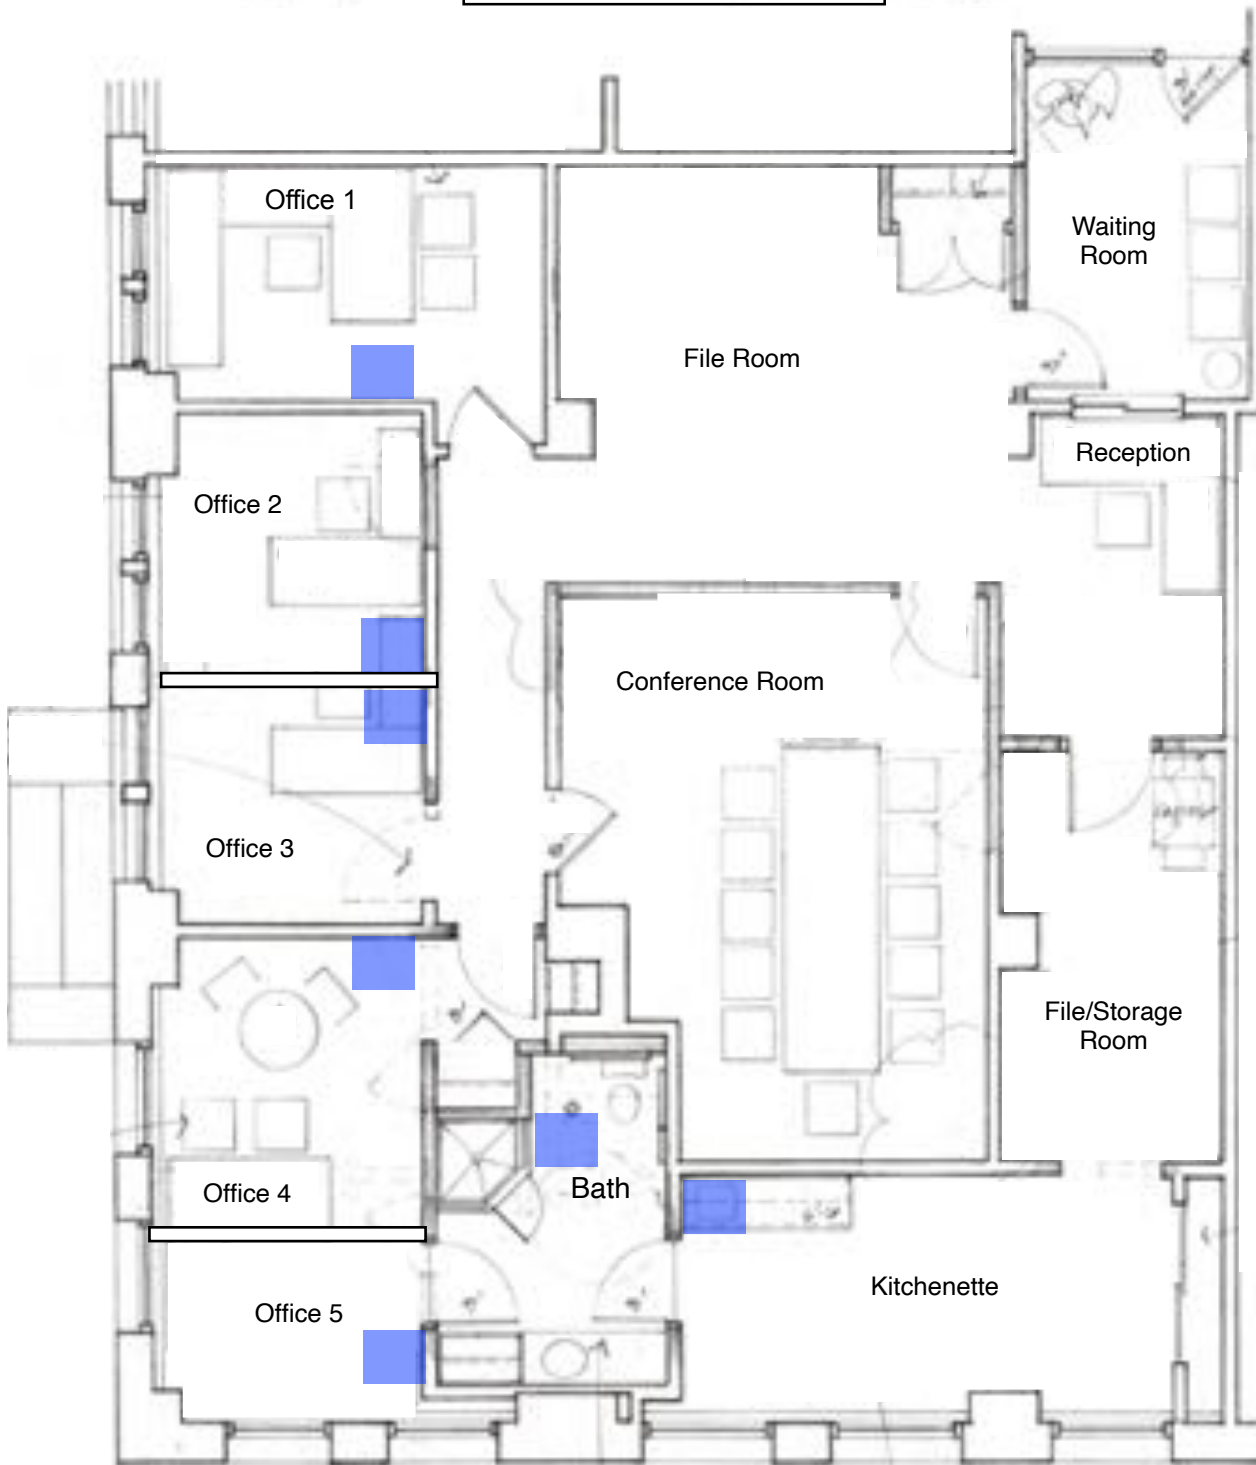 Office 1
Waiting
Room
File Room
Reception
Office 2
Conference Room
Office 3
File/Storage
Room
Bath
Office 4
Kitchenette
Office 5